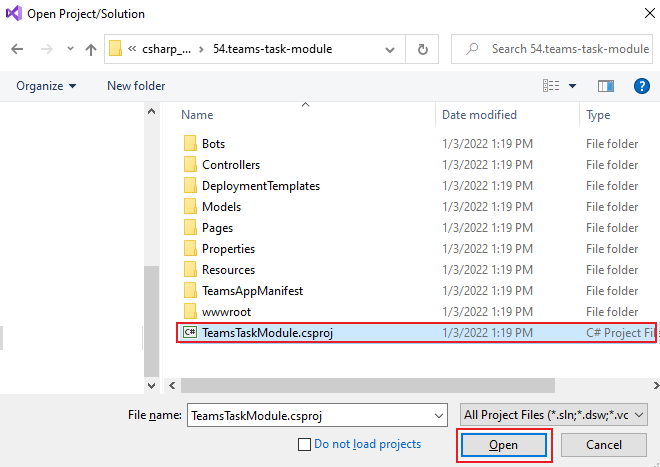 Open Project/Solution
« csharp_... › 54.teams-task-module
Search 54.teams-task-module
Organize
New folder
?
Name
Date modified
Type
Bots 1/3/2022 1:19 PM File folder
Controllers 1/3/2022 1:19 PM File folder
DeploymentTemplates 1/3/2022 1:19 PM File folder
Models 1/3/2022 1:19 PM File folder
Pages 1/3/2022 1:19 PM File folder
Properties 1/3/2022 1:19 PM File folder
Resources 1/3/2022 1:19 PM File folder
TeamsAppManifest 1/3/2022 1:19 PM File folder
wwwroot 1/3/2022 1:19 PM File folder
C# TeamsTaskModule.csproj 1/3/2022 1:19 PM C# Project File
File name: TeamsTaskModule.csproj
All Project Files (*.sln;*.dsw;*.vc
Do not load projects
Open
Cancel